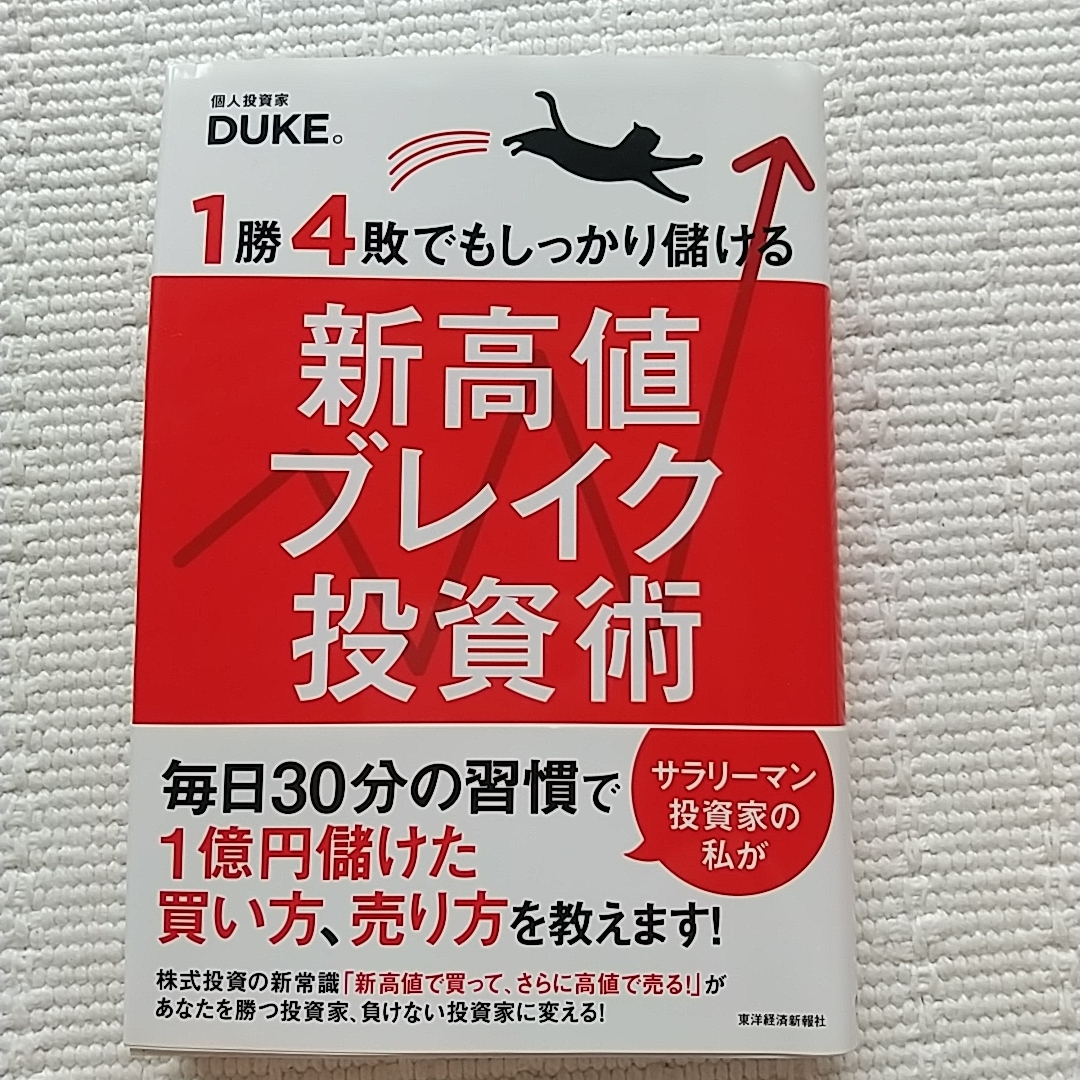 個人投資家
DUKE。
1勝4敗でもしっかり儲ける
新高値
ブレイク
投資術
毎日30分の習慣で
1億円儲けた
買い方、売り方を教えます!
サラリーマン
投資家の
私が
株式投資の新常識「新高値で買って、さらに高値で売る!」が
あなたを勝つ投資家、負けない投資家に変える!
東洋経済新報社